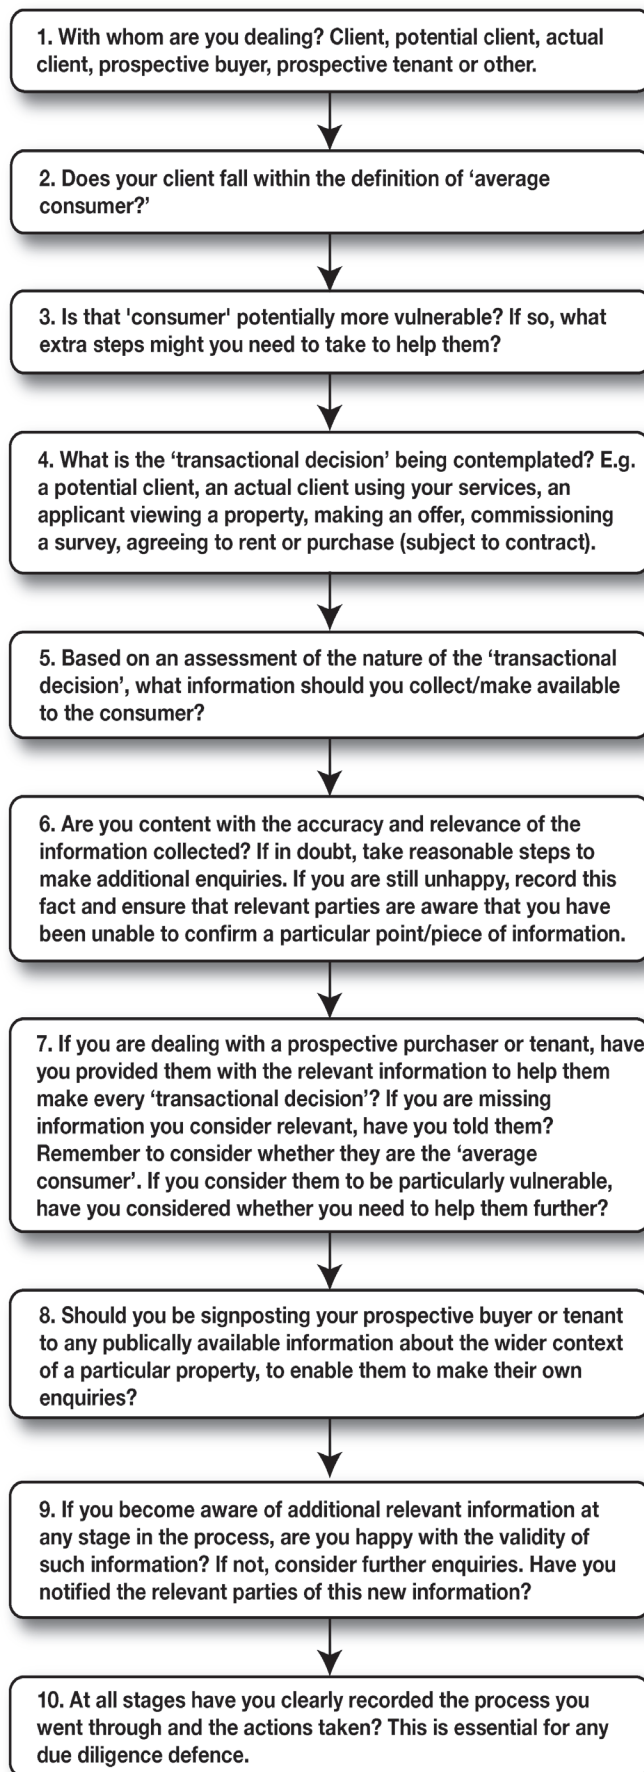 1. With whom are you dealing? Client, potential client, actual
client, prospective buyer, prospective tenant or other.
2. Does your client fall within the definition of ‘average
consumer?’
3. Is that 'consumer' potentially more vulnerable? If so, what
extra steps might you need to take to help them?
4. What is the ‘transactional decision’ being contemplated? E.g.
a potential client, an actual client using your services, an
applicant viewing a property, making an offer, commissioning
a survey, agreeing to rent or purchase (subject to contract).
5. Based on an assessment of the nature of the ‘transactional
decision’, what information should you collect/make available
to the consumer?
6. Are you content with the accuracy and relevance of the
information collected? If in doubt, take reasonable steps to
make additional enquiries. If you are still unhappy, record this
fact and ensure that relevant parties are aware that you have
been unable to confirm a particular point/piece of information.
7. If you are dealing with a prospective purchaser or tenant, have
you provided them with the relevant information to help them
make every ‘transactional decision’? If you are missing
information you consider relevant, have you told them?
Remember to consider whether they are the ‘average
consumer’. If you consider them to be particularly vulnerable,
have you considered whether you need to help them further?
8. Should you be signposting your prospective buyer or tenant
to any publically available information about the wider context
of a particular property, to enable them to make their own
enquiries?
9. If you become aware of additional relevant information at
any stage in the process, are you happy with the validity of
such information? If not, consider further enquiries. Have you
notified the relevant parties of this new information?
10. At all stages have you clearly recorded the process you
went through and the actions taken? This is essential for any
due diligence defence.